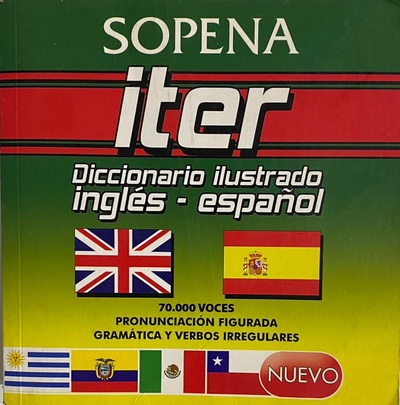 SOPENA
iter
Diccionario ilustrado
inglés - español
70.000 VOCES
PRONUNCIACIÓN FIGURADA
GRAMÁTICA Y VERBOS IRREGULARES
NUEVO